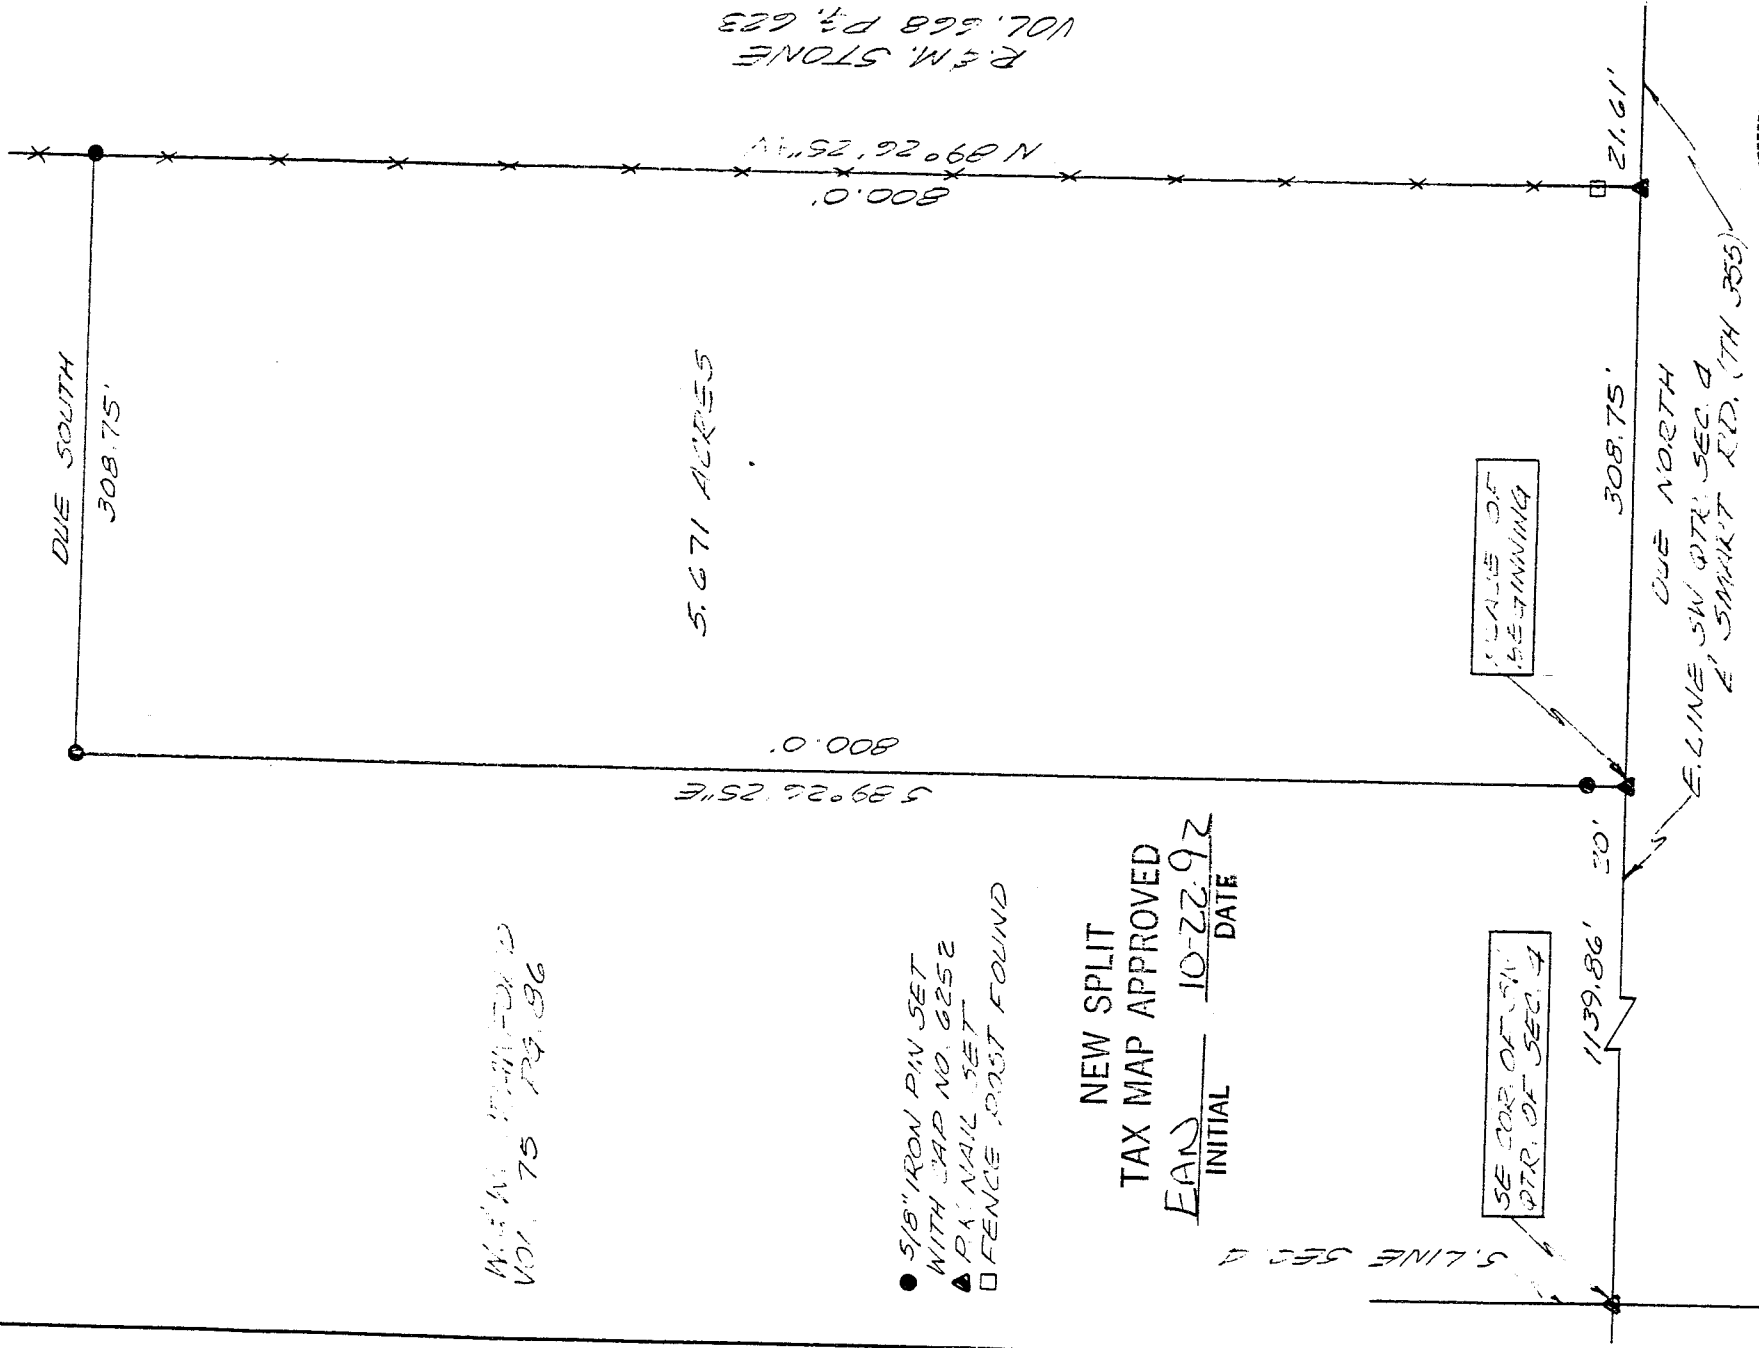 R.&M. STONE
VOL. 668 Pg. 623
N 89° 26' 25" W
800.0'
21.61'
DUE SOUTH
308.75'
5.671 ACRES
308.75'
DUE NORTH
E. LINE, SW QTR. SEC. 4
SMART RD. (TH 355)
PLACE OF
BEGINNING
800.0'
S 89° 26' 25" E
VOL 75 PG. 86
5/8" IRON PIN SET
WITH CAP NO. 6252
P.K. NAIL SET
FENCE POST FOUND
NEW SPLIT
TAX MAP APPROVED
EAN 10-22-92
INITIAL DATE
SE COR. OF SW
QTR. OF SEC. 4
1139.86'
S. LINE SEC 4